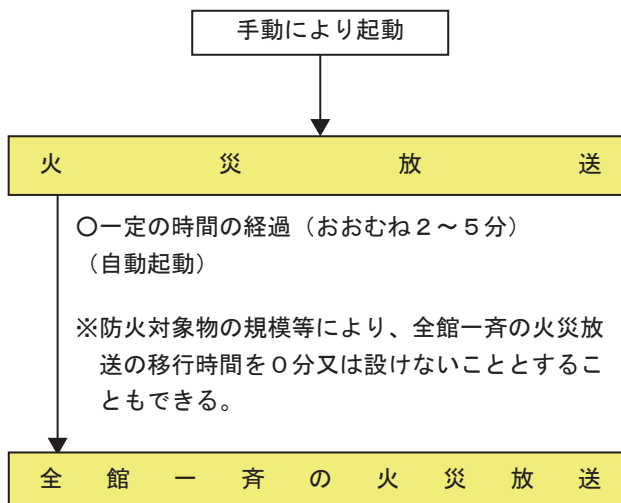 手動により起動
火災放送
〇一定の時間の経過（おおむね２～５分）
（自動起動）
※防火対象物の規模等により、全館一斉の火災放
送の移行時間を０分又は設けないこととするこ
ともできる。
全館一斉の火災放送